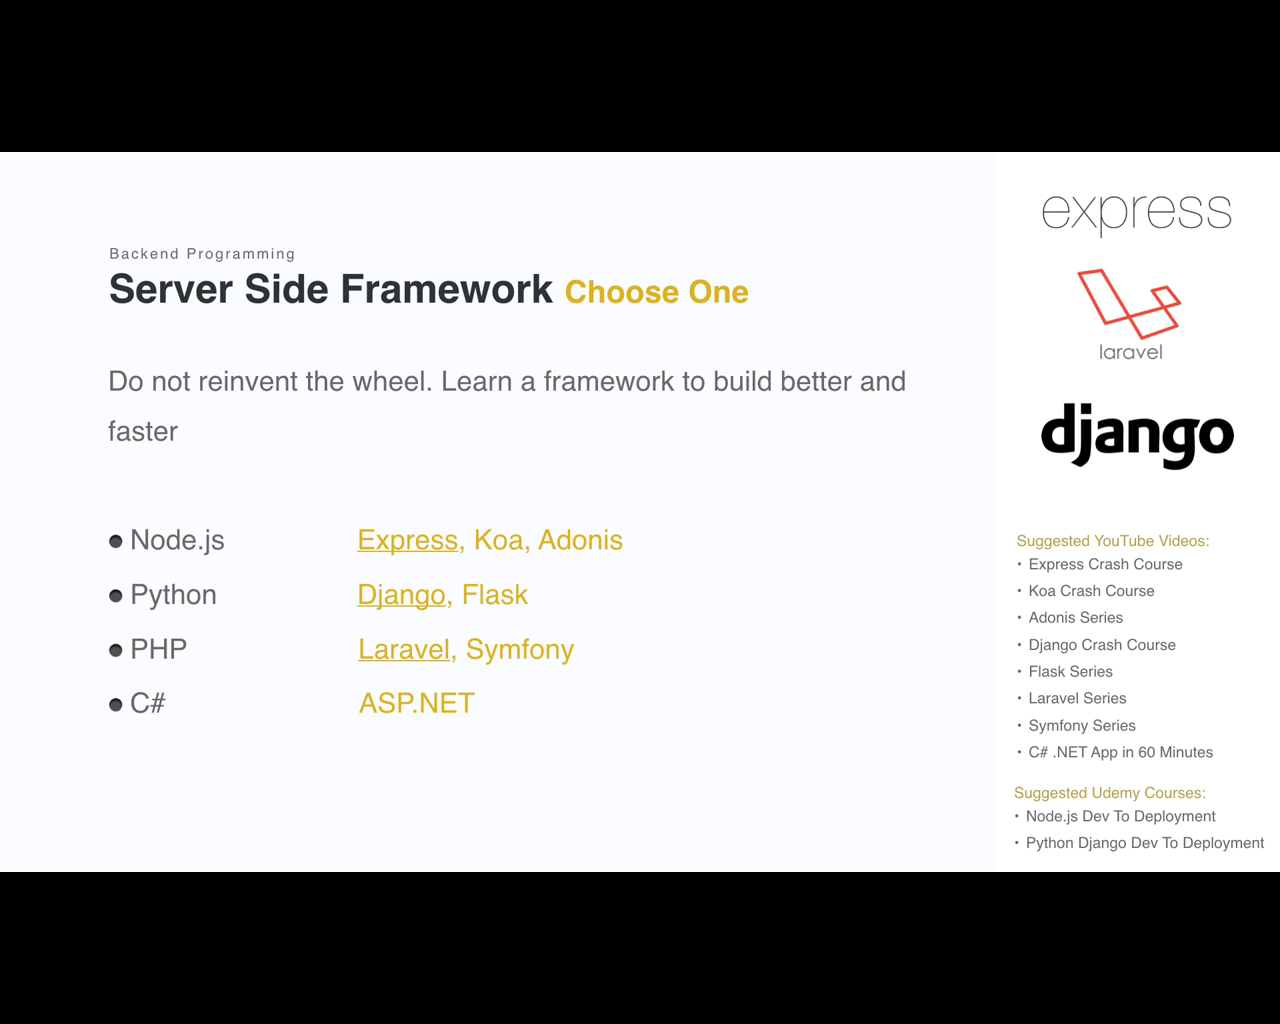 Backend Programming
Server Side Framework Choose One
Do not reinvent the wheel. Learn a framework to build better and
faster
• Node.js Express, Koa, Adonis
• Python Django, Flask
• PHP Laravel, Symfony
• C# ASP.NET
express
laravel
django
Suggested YouTube Videos:
• Express Crash Course
• Koa Crash Course
• Adonis Series
• Django Crash Course
• Flask Series
• Laravel Series
• Symfony Series
• C# .NET App in 60 Minutes
Suggested Udemy Courses:
• Node.js Dev To Deployment
• Python Django Dev To Deployment